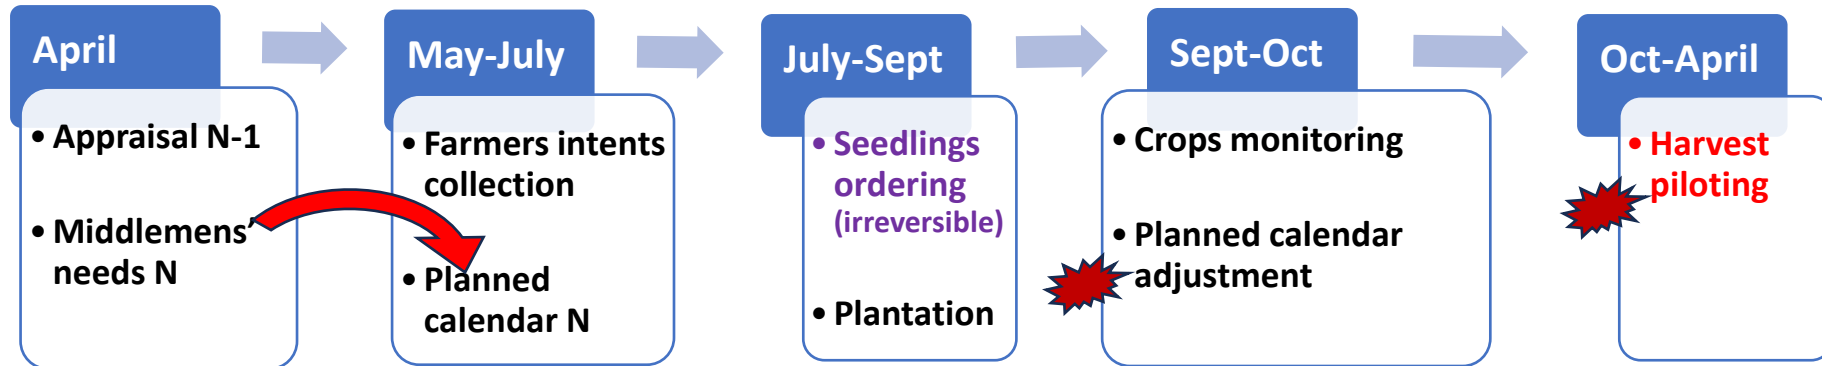 April
• Appraisal N-1
• Middlemens’
needs N
May-July
• Farmers intents
collection
• Planned
calendar N
July-Sept
• Seedlings
ordering
(irreversible)
• Plantation
Sept-Oct
• Crops monitoring
• Planned calendar
adjustment
Oct-April
• Harvest
piloting